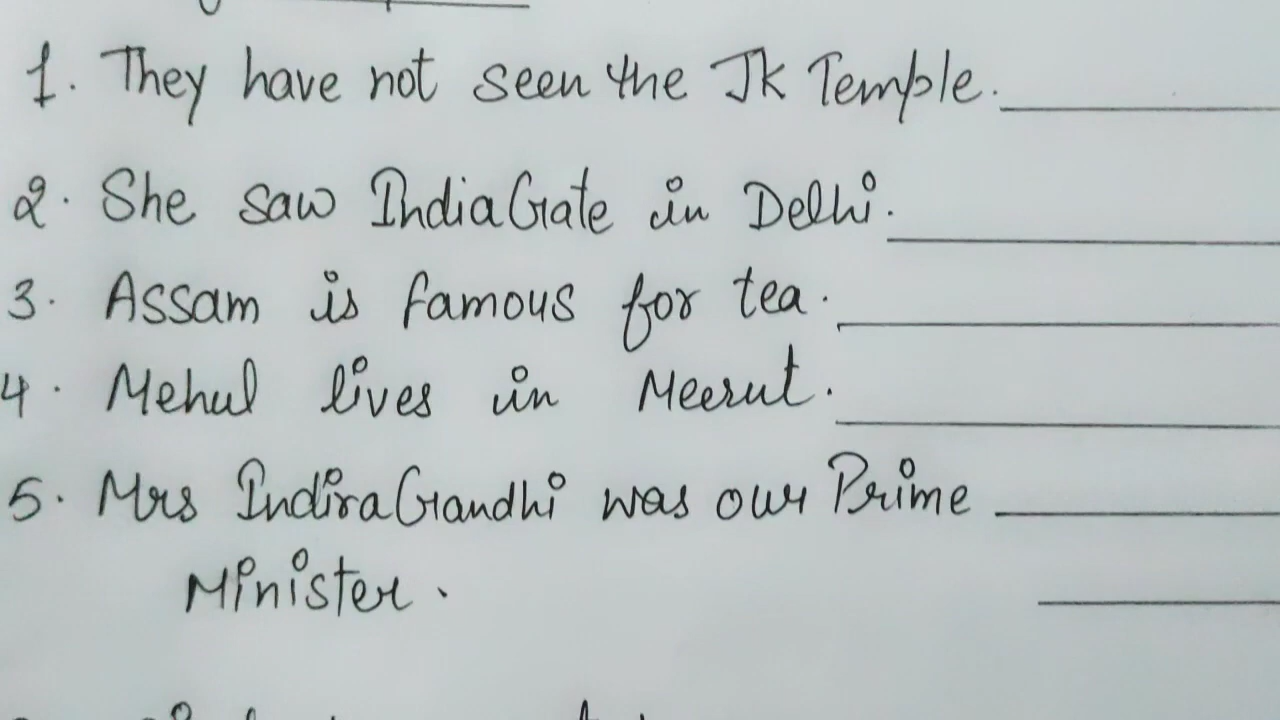 1. They have not seen the JK Temple.
2. She saw India Gate in Delhi.
3. Assam is famous for tea.
4. Mehul lives in Meerut.
5. Mrs Indira Gandhi was our Prime
Minister.